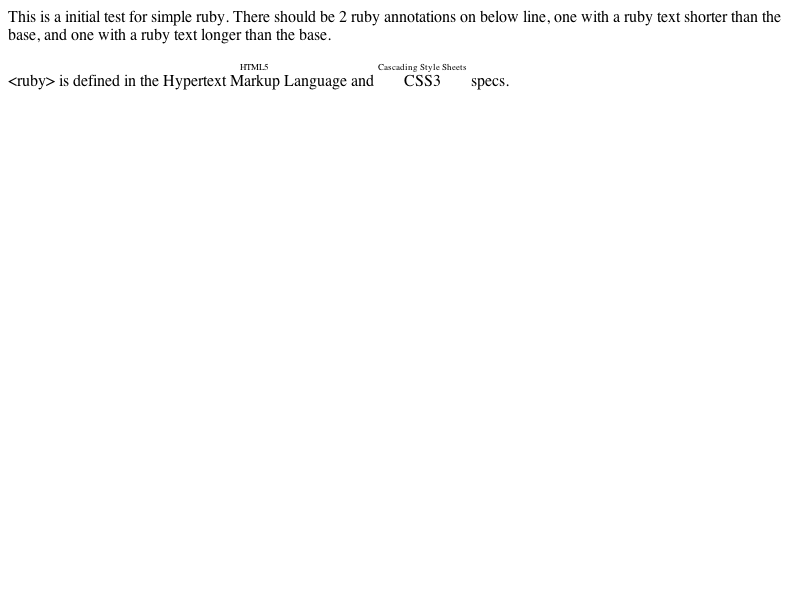 This is a initial test for simple ruby. There should be 2 ruby annotations on below line, one with a ruby text shorter than the
base, and one with a ruby text longer than the base.
HTML5 Cascading Style Sheets
<ruby> is defined in the Hypertext Markup Language and CSS3 specs.